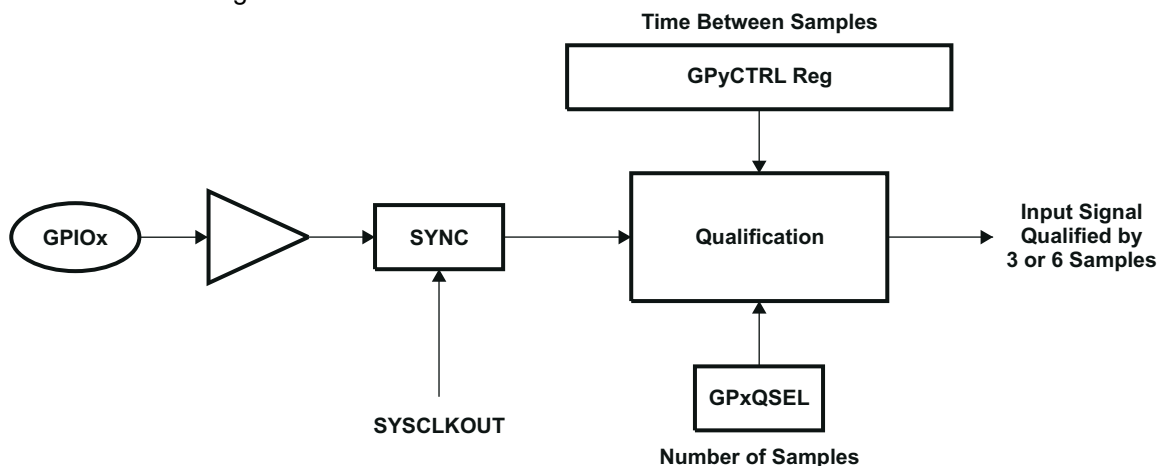 Time Between Samples
GPyCTRL Reg
GPIOx
SYNC
Qualification
Input Signal
Qualified by
3 or 6 Samples
GPxQSEL
SYSCLKOUT
Number of Samples